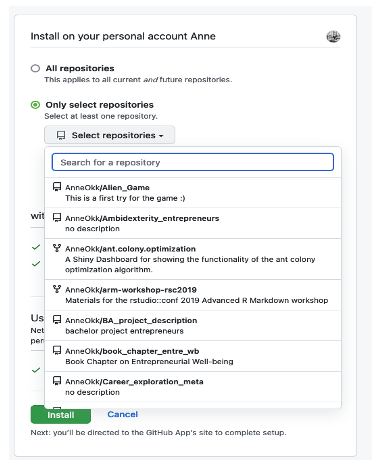 Install on your personal account Anne
All repositories
This applies to all current and future repositories.
Only select repositories
Select at least one repository.
Select repositories
Search for a repository
AnneOkk/Alien_Game
This is a first try for the game :)
AnneOkk/Ambidexterity_entrepreneurs
no description
AnneOkk/ant.colony.optimization
A Shiny Dashboard for showing the functionality of the ant colony
optimization algorithm.
AnneOkk/arm-workshop-rsc2019
Materials for the rstudio::conf 2019 Advanced R Markdown workshop
AnneOkk/BA_project_description
bachelor project entrepreneurs
AnneOkk/book_chapter_entre_wb
Book Chapter on Entrepreneurial Well-being
AnneOkk/Career_exploration_meta
no description
Install
Cancel
Next: you'll be directed to the GitHub App's site to complete setup.